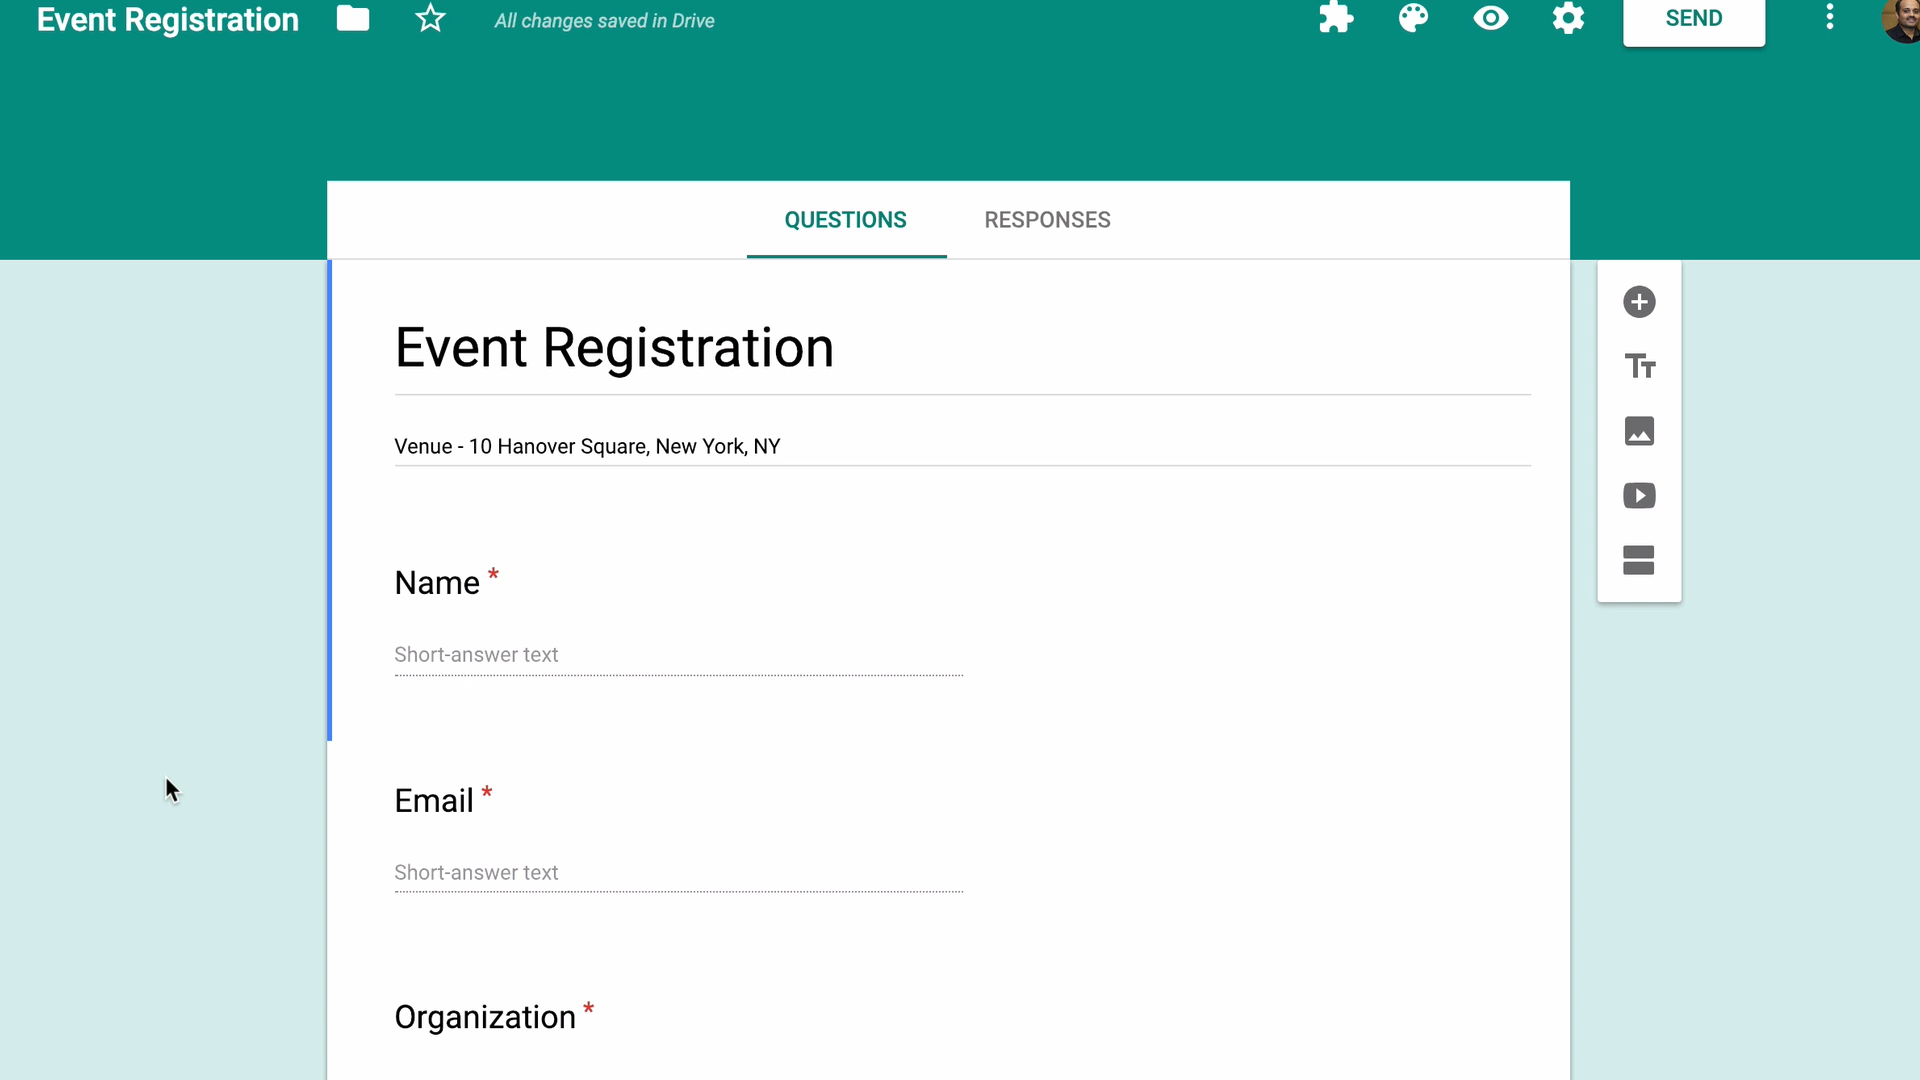 Event Registration
All changes saved in Drive
SEND
QUESTIONS
RESPONSES
Event Registration
Venue - 10 Hanover Square, New York, NY
Name *
Short-answer text
Email *
Short-answer text
Organization *